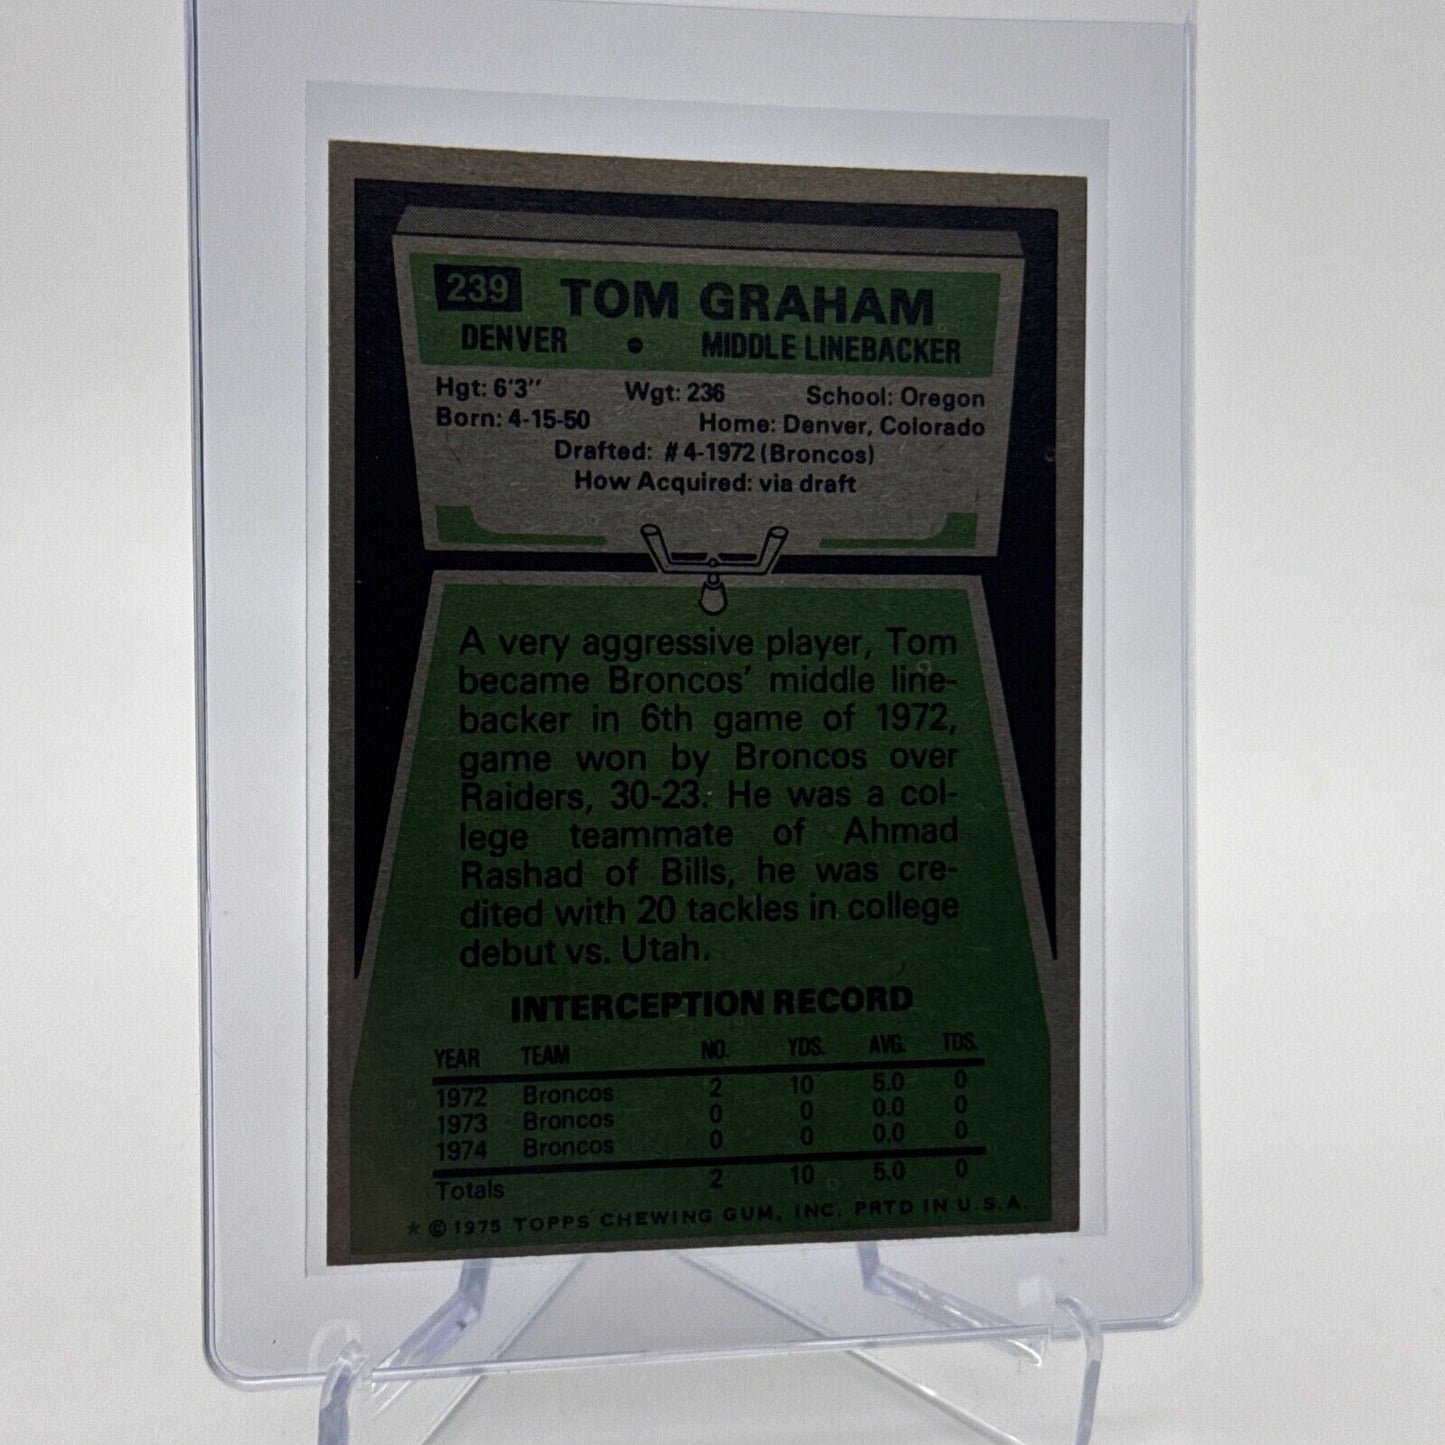 239 TOM GRAHAM
DENVER • MIDDLE LINEBACKER
Hgt: 6'3" Wgt: 236 School: Oregon
Born: 4-15-50 Home: Denver, Colorado
Drafted: #4-1972 (Broncos)
How Acquired: via draft
A very aggressive player, Tom
became Broncos' middle line-
backer in 6th game of 1972,
game won by Broncos over
Raiders, 30-23. He was a col-
lege teammate of Ahmad
Rashad of Bills, he was cre-
dited with 20 tackles in college
debut vs. Utah.
INTERCEPTION RECORD
YEAR TEAM NO. YDS. AVG. TDS.
1972 Broncos 2 10 5.0 0
1973 Broncos 0 0 0.0 0
1974 Broncos 0 0 0.0 0
Totals 2 10 5.0 0
* © 1975 TOPPS CHEWING GUM, INC. PRTD IN U.S.A.